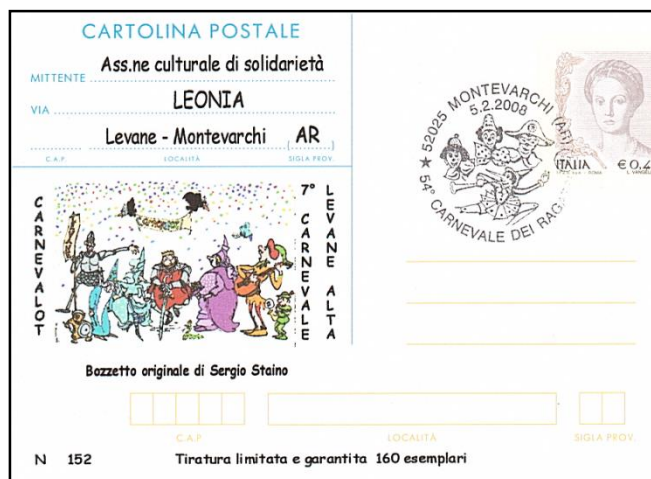 CARTOLINA POSTALE
MITTENTE Ass.ne culturale di solidarietà
VIA LEONIA
Levane - Montevarchi (AR)
C.A.P. LOCALITÀ SIGLA PROV.
52025 MONTEVARCHI (AR)
5.2.2008
★ 54° CARNEVALE DEI RAG
ITALIA € 0,4
CARNEVALOT
7° CARNEVALE
LEVANE ALTA
Bozzetto originale di Sergio Staino
C.A.P. LOCALITÀ SIGLA PROV.
N 152 Tiratura limitata e garantita 160 esemplari